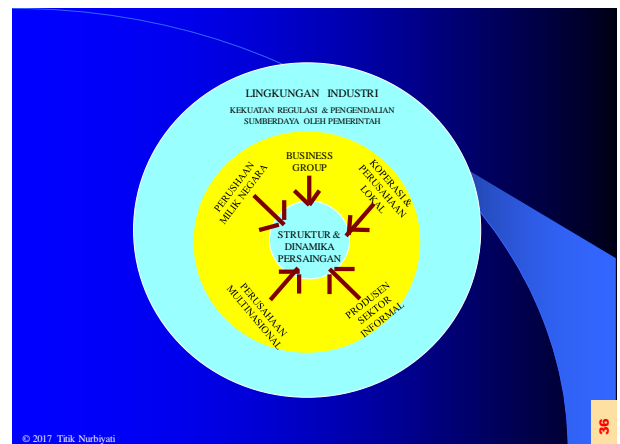 LINGKUNGAN INDUSTRI
KEKUATAN REGULASI & PENGENDALIAN
SUMBERDAYA OLEH PEMERINTAH
BUSINESS
GROUP
PERUSHAAN
MILIK NEGARA
KOPERASI &
PERUSAHAAN
LOKAL
STRUKTUR &
DINAMIKA
PERSAINGAN
PERUSAHAAN
MULTINASIONAL
PRODUSEN
SEKTOR
INFORMAL
36
© 2017 Titik Nurbiyati